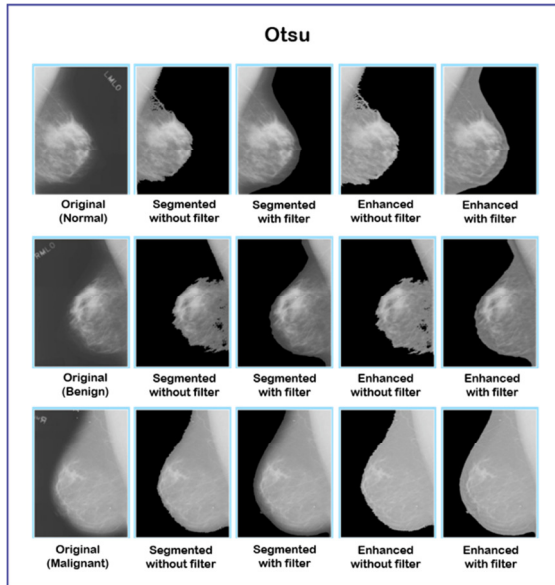 Otsu
LMLO
Original
(Normal)
Segmented
without filter
Segmented
with filter
Enhanced
without filter
Enhanced
with filter
RMLO
Original
(Benign)
Segmented
without filter
Segmented
with filter
Enhanced
without filter
Enhanced
with filter
Original
(Malignant)
Segmented
without filter
Segmented
with filter
Enhanced
without filter
Enhanced
with filter